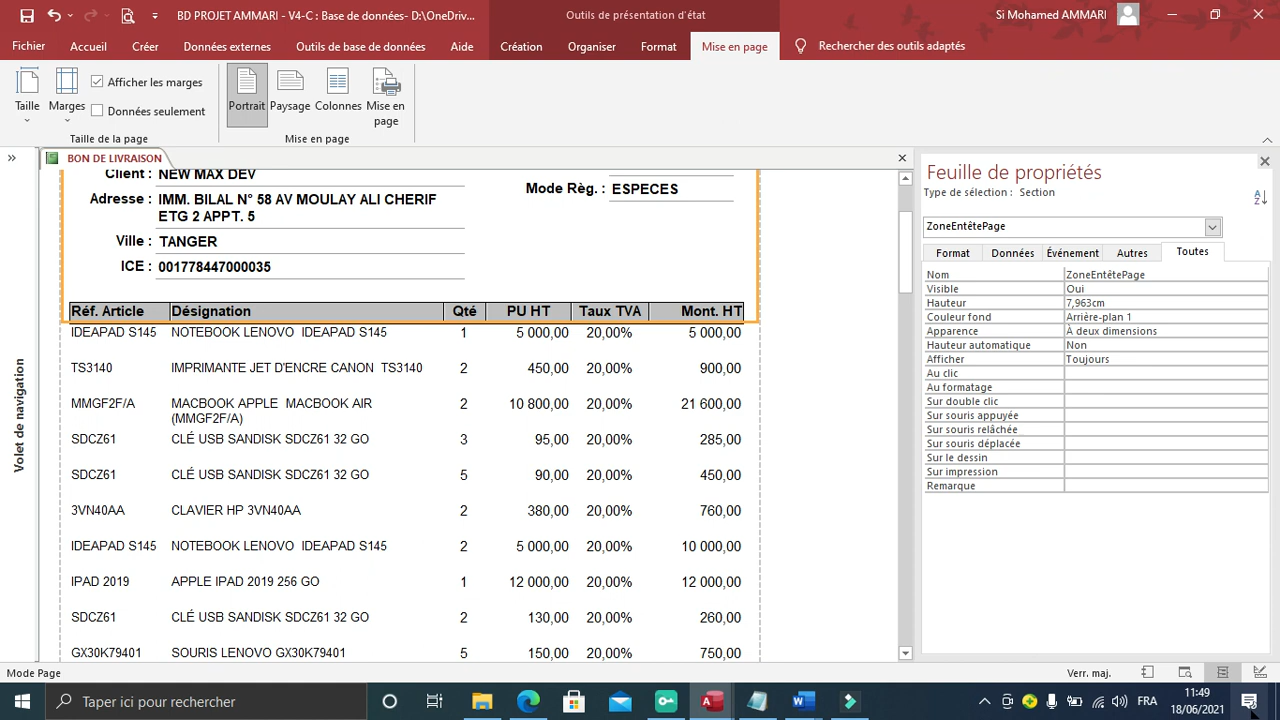 BD PROJET AMMARI - V4-C : Base de données- D:\OneDriv...
Outils de présentation d'état
Si Mohamed AMMARI
Fichier Accueil Créer Données externes Outils de base de données Aide Création Organiser Format Mise en page Rechercher des outils adaptés
Taille
Marges
Afficher les marges
Données seulement
Taille de la page
Portrait
Paysage
Colonnes
Mise en page
Mise en page
BON DE LIVRAISON
Volet de navigation
Client : NEW MAX DEV
Mode Règ. : ESPECES
Adresse : IMM. BILAL N° 58 AV MOULAY ALI CHERIF
ETG 2 APPT. 5
Ville : TANGER
ICE : 001778447000035
Réf. Article Désignation Qté PU HT Taux TVA Mont. HT
IDEAPAD S145 NOTEBOOK LENOVO IDEAPAD S145 1 5 000,00 20,00% 5 000,00
TS3140 IMPRIMANTE JET D'ENCRE CANON TS3140 2 450,00 20,00% 900,00
MMGF2F/A MACBOOK APPLE MACBOOK AIR 2 10 800,00 20,00% 21 600,00
(MMGF2F/A)
SDCZ61 CLÉ USB SANDISK SDCZ61 32 GO 3 95,00 20,00% 285,00
SDCZ61 CLÉ USB SANDISK SDCZ61 32 GO 5 90,00 20,00% 450,00
3VN40AA CLAVIER HP 3VN40AA 2 380,00 20,00% 760,00
IDEAPAD S145 NOTEBOOK LENOVO IDEAPAD S145 2 5 000,00 20,00% 10 000,00
IPAD 2019 APPLE IPAD 2019 256 GO 1 12 000,00 20,00% 12 000,00
SDCZ61 CLÉ USB SANDISK SDCZ61 32 GO 2 130,00 20,00% 260,00
GX30K79401 SOURIS LENOVO GX30K79401 5 150,00 20,00% 750,00
Feuille de propriétés
Type de sélection : Section
ZoneEntêtePage
Format Données Événement Autres Toutes
Nom ZoneEntêtePage
Visible Oui
Hauteur 7,963cm
Couleur fond Arrière-plan 1
Apparence À deux dimensions
Hauteur automatique Non
Afficher Toujours
Au clic
Au formatage
Sur double clic
Sur souris appuyée
Sur souris relâchée
Sur souris déplacée
Sur le dessin
Sur impression
Remarque
Mode Page
Verr. maj.
Taper ici pour rechercher
FRA
11:49
18/06/2021